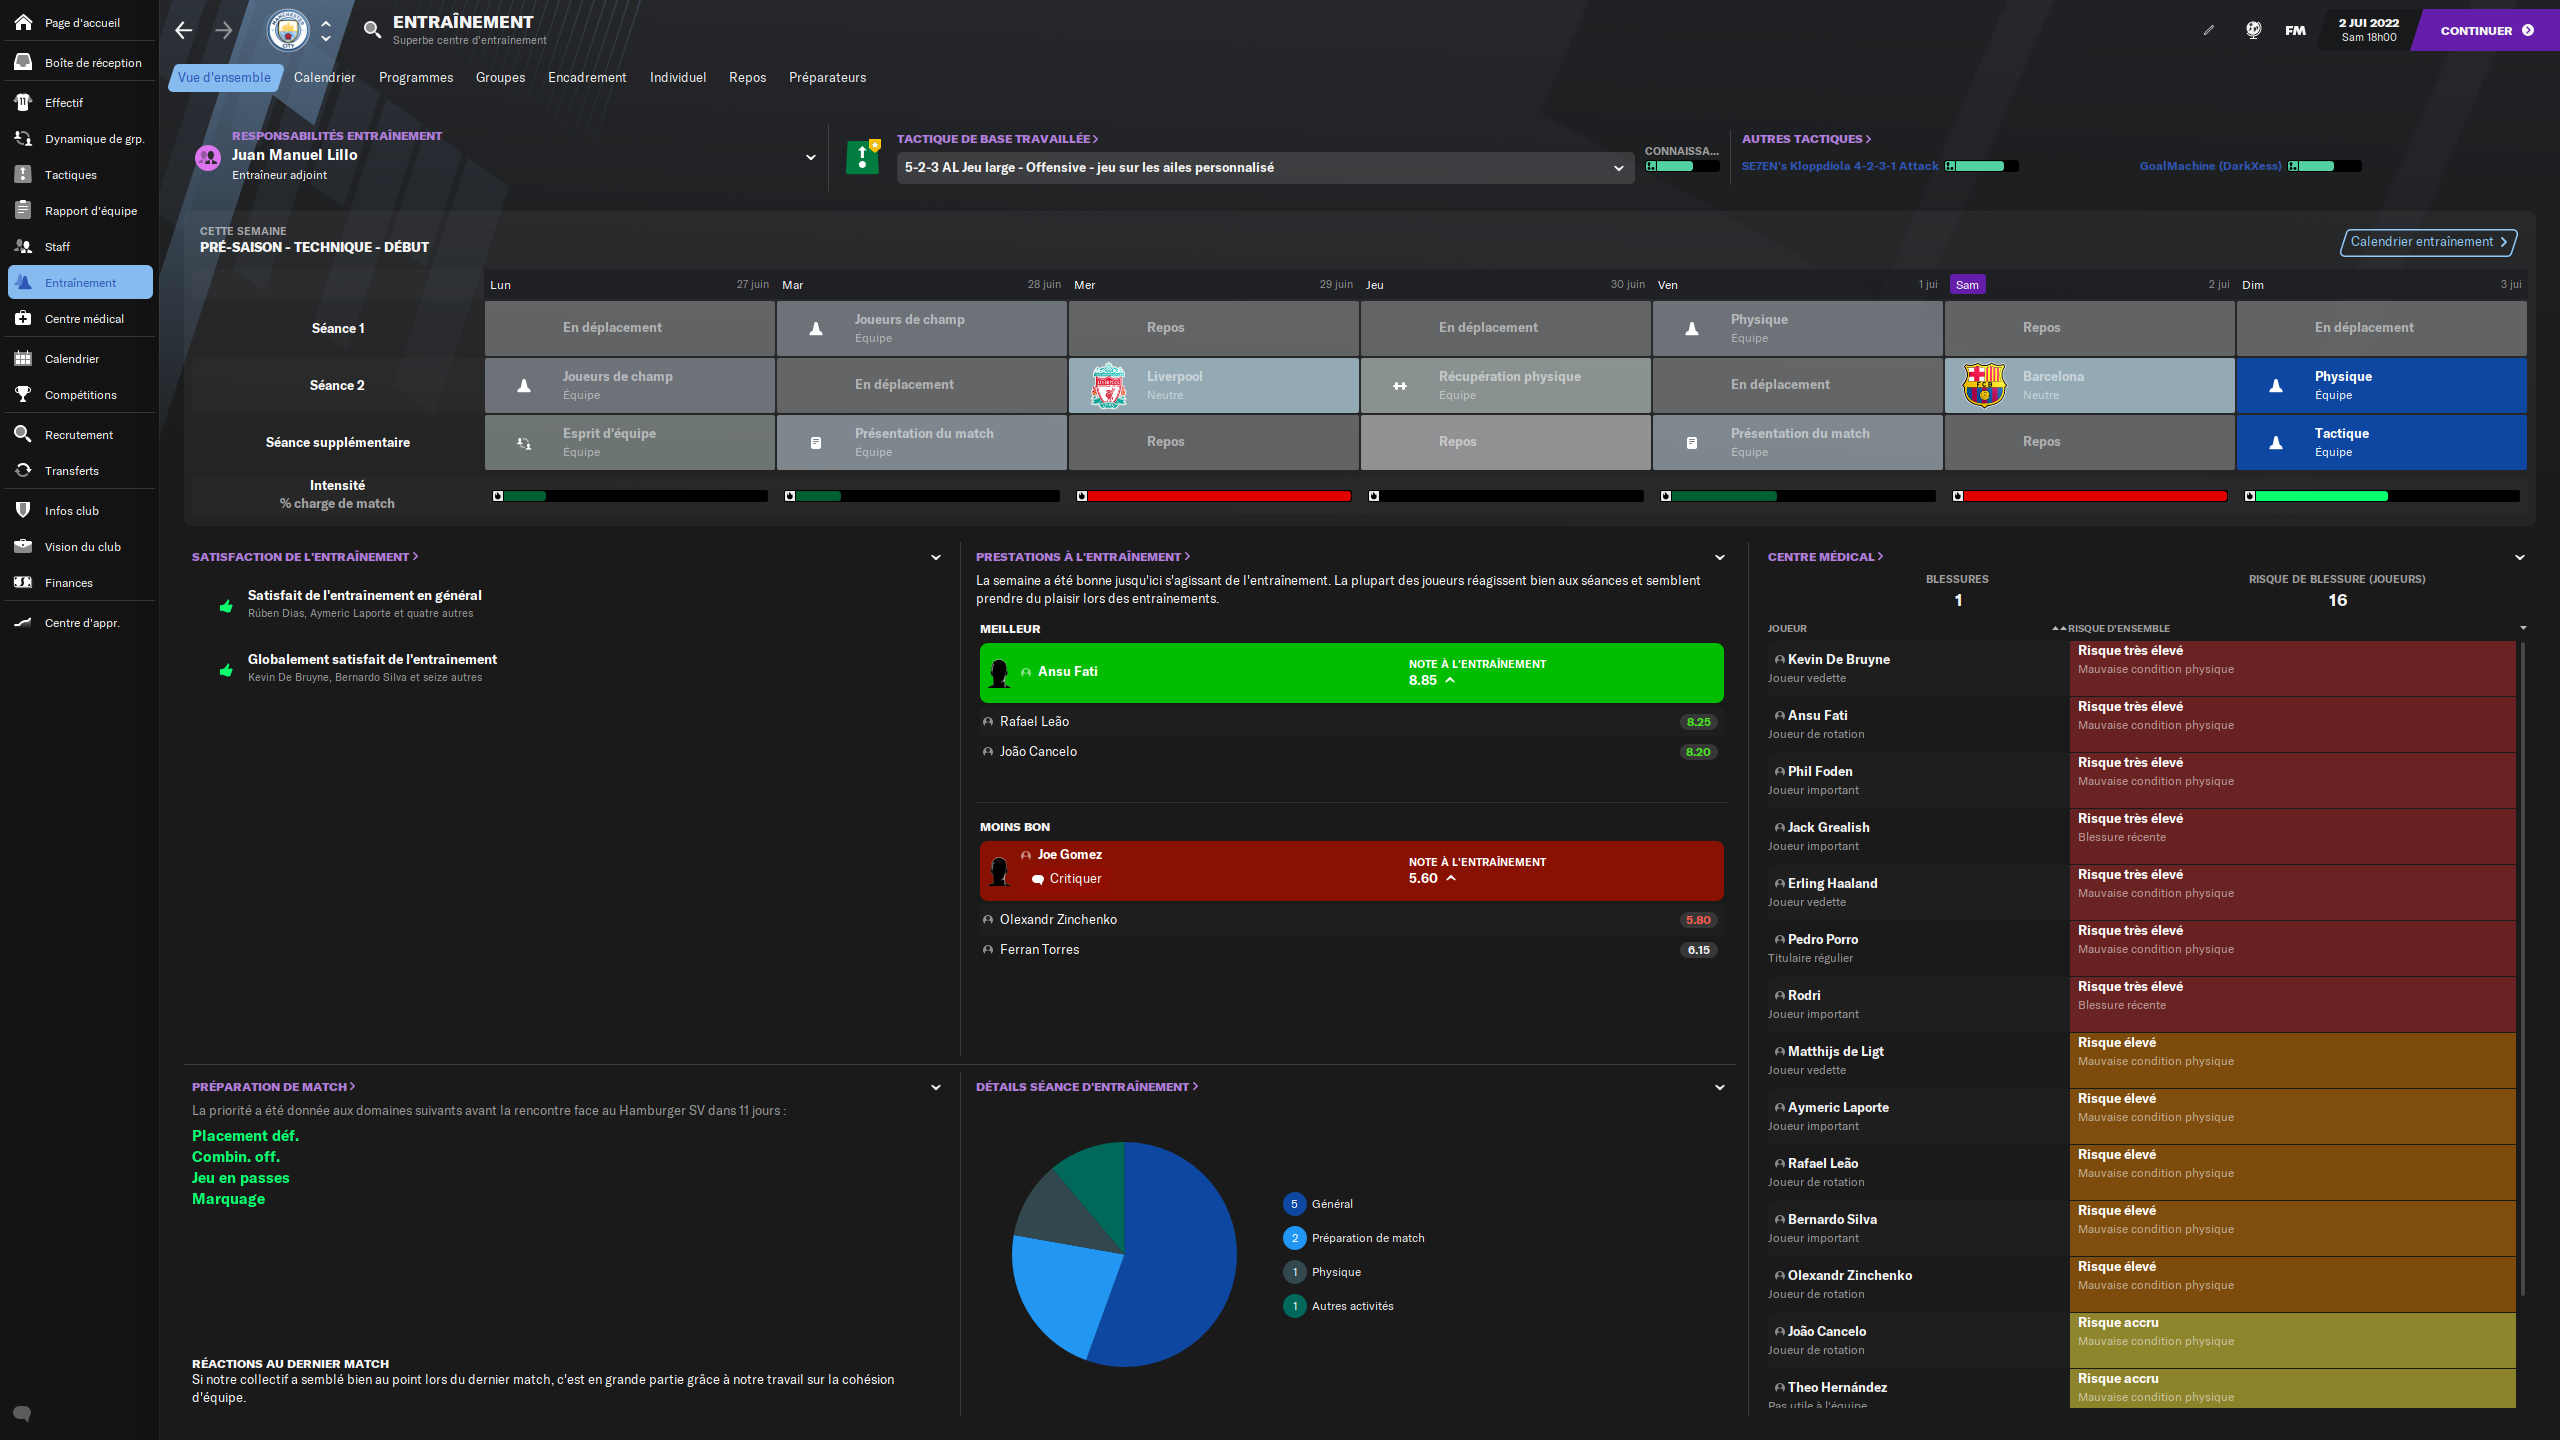 Page d'accueil
Boîte de réception
Effectif
Dynamique de grp.
Tactiques
Rapport d'équipe
Staff
Entraînement
Centre médical
Calendrier
Compétitions
Recrutement
Transferts
Infos club
Vision du club
Finances
Centre d'appr.
ENTRAÎNEMENT
Superbe centre d'entraînement
FM
2 JUI 2022
Sam 18h00
CONTINUER
Vue d'ensemble Calendrier Programmes Groupes Encadrement Individuel Repos Préparateurs
RESPONSABILITÉS ENTRAÎNEMENT
Juan Manuel Lillo
Entraîneur adjoint
TACTIQUE DE BASE TRAVAILLÉE
5-2-3 AL Jeu large - Offensive - jeu sur les ailes personnalisé
CONNAISSA...
AUTRES TACTIQUES
SE7EN's Kloppdiola 4-2-3-1 Attack
GoalMachine (DarkXess)
CETTE SEMAINE
PRÉ-SAISON - TECHNIQUE - DÉBUT
Calendrier entraînement
Lun 27 juin Mar 28 juin Mer 29 juin Jeu 30 juin Ven 1 jui Sam 2 jui Dim 3 jui
Séance 1
En déplacement
Joueurs de champ
Équipe
Repos
En déplacement
Physique
Équipe
Repos
En déplacement
Séance 2
Joueurs de champ
Équipe
En déplacement
Liverpool
Neutre
Récupération physique
Équipe
En déplacement
Barcelona
Neutre
Physique
Équipe
Séance supplémentaire
Esprit d'équipe
Équipe
Présentation du match
Équipe
Repos
Repos
Présentation du match
Équipe
Repos
Tactique
Équipe
Intensité
% charge de match
SATISFACTION DE L'ENTRAÎNEMENT
Satisfait de l'entraînement en général
Rúben Dias, Aymeric Laporte et quatre autres
Globalement satisfait de l'entraînement
Kevin De Bruyne, Bernardo Silva et seize autres
PRESTATIONS À L'ENTRAÎNEMENT
La semaine a été bonne jusqu'ici s'agissant de l'entraînement. La plupart des joueurs réagissent bien aux séances et semblent
prendre du plaisir lors des entraînements.
MEILLEUR
Ansu Fati
NOTE À L'ENTRAÎNEMENT
8.85
Rafael Leão 8.25
João Cancelo 8.20
MOINS BON
Joe Gomez
Critiquer
NOTE À L'ENTRAÎNEMENT
5.60
Olexandr Zinchenko 5.80
Ferran Torres 6.15
CENTRE MÉDICAL
BLESSURES
1
RISQUE DE BLESSURE (JOUEURS)
16
JOUEUR RISQUE D'ENSEMBLE
Kevin De Bruyne
Joueur vedette
Risque très élevé
Mauvaise condition physique
Ansu Fati
Joueur de rotation
Risque très élevé
Mauvaise condition physique
Phil Foden
Joueur important
Risque très élevé
Mauvaise condition physique
Jack Grealish
Joueur important
Risque très élevé
Blessure récente
Erling Haaland
Joueur vedette
Risque très élevé
Mauvaise condition physique
Pedro Porro
Titulaire régulier
Risque très élevé
Mauvaise condition physique
Rodri
Joueur important
Risque très élevé
Blessure récente
Matthijs de Ligt
Joueur vedette
Risque élevé
Mauvaise condition physique
Aymeric Laporte
Joueur important
Risque élevé
Mauvaise condition physique
Rafael Leão
Joueur de rotation
Risque élevé
Mauvaise condition physique
Bernardo Silva
Joueur important
Risque élevé
Mauvaise condition physique
Olexandr Zinchenko
Joueur de rotation
Risque élevé
Mauvaise condition physique
João Cancelo
Joueur de rotation
Risque accru
Mauvaise condition physique
Theo Hernández
Pas utile à l'équipe
Risque accru
Mauvaise condition physique
PRÉPARATION DE MATCH
La priorité a été donnée aux domaines suivants avant la rencontre face au Hamburger SV dans 11 jours :
Placement déf.
Combin. off.
Jeu en passes
Marquage
RÉACTIONS AU DERNIER MATCH
Si notre collectif a semblé bien au point lors du dernier match, c'est en grande partie grâce à notre travail sur la cohésion
d'équipe.
DÉTAILS SÉANCE D'ENTRAÎNEMENT
5 Général
2 Préparation de match
1 Physique
1 Autres activités